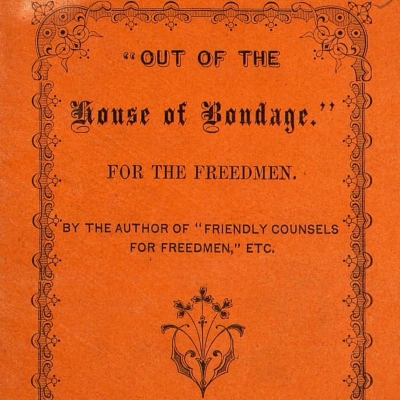 "OUT OF THE
House of Bondage."
FOR THE FREEDMEN.
BY THE AUTHOR OF "FRIENDLY COUNSELS
FOR FREEDMEN," ETC.